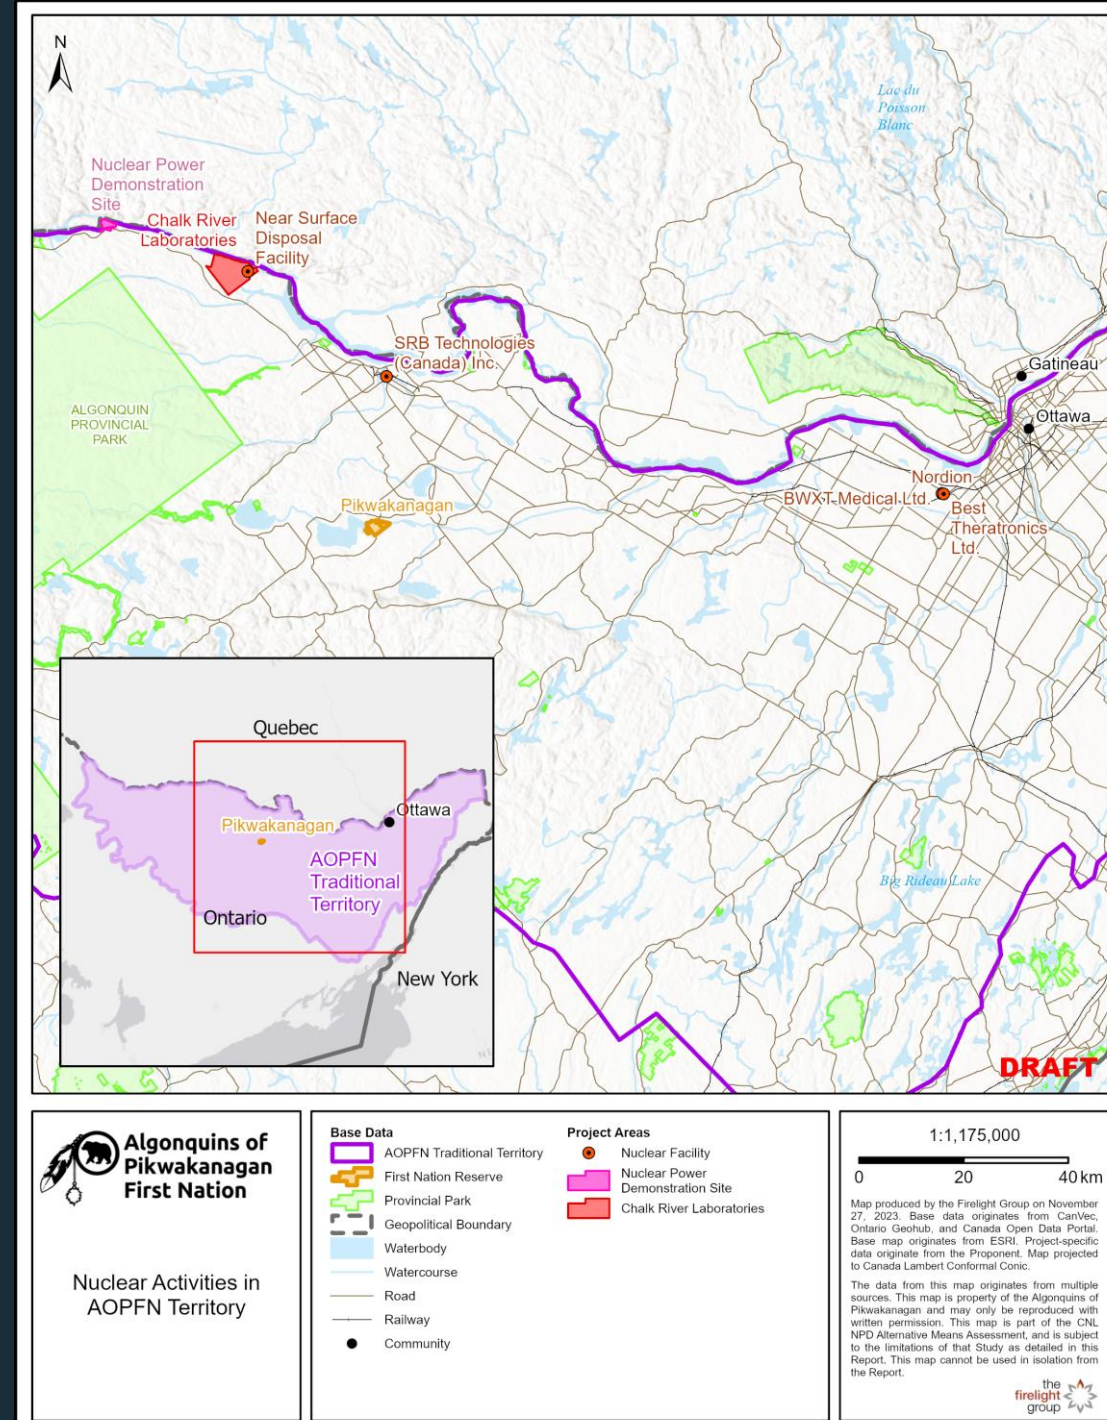 N
Lac du
Poisson
Blanc
Nuclear Power
Demonstration
Site
Chalk River
Laboratories
Near Surface
Disposal
Facility
SRB Technologies
(Canada) Inc.
Gatineau
Ottawa
ALGONQUIN
PROVINCIAL
PARK
Pikwakanagan
Nordion
BWXT Medical Ltd.
Best
Theratronics
Ltd.
Big Rideau Lake
Quebec
Ottawa
Pikwakanagan
AOPFN
Traditional
Territory
Ontario
New York
DRAFT
Algonquins of
Pikwakanagan
First Nation
Nuclear Activities in
AOPFN Territory
Base Data
AOPFN Traditional Territory
First Nation Reserve
Provincial Park
Geopolitical Boundary
Waterbody
Watercourse
Road
Railway
Community
Project Areas
Nuclear Facility
Nuclear Power
Demonstration Site
Chalk River Laboratories
1:1,175,000
0 20 40 km
Map produced by the Firelight Group on November
27, 2023. Base data originates from CanVec,
Ontario Geohub, and Canada Open Data Portal.
Base map originates from ESRI. Project-specific
data originate from the Proponent. Map projected
to Canada Lambert Conformal Conic.
The data from this map originates from multiple
sources. This map is property of the Algonquins of
Pikwakanagan and may only be reproduced with
written permission. This map is part of the CNL
NPD Alternative Means Assessment, and is subject
to the limitations of that Study as detailed in this
Report. This map cannot be used in isolation from
the Report.
the
firelight
group